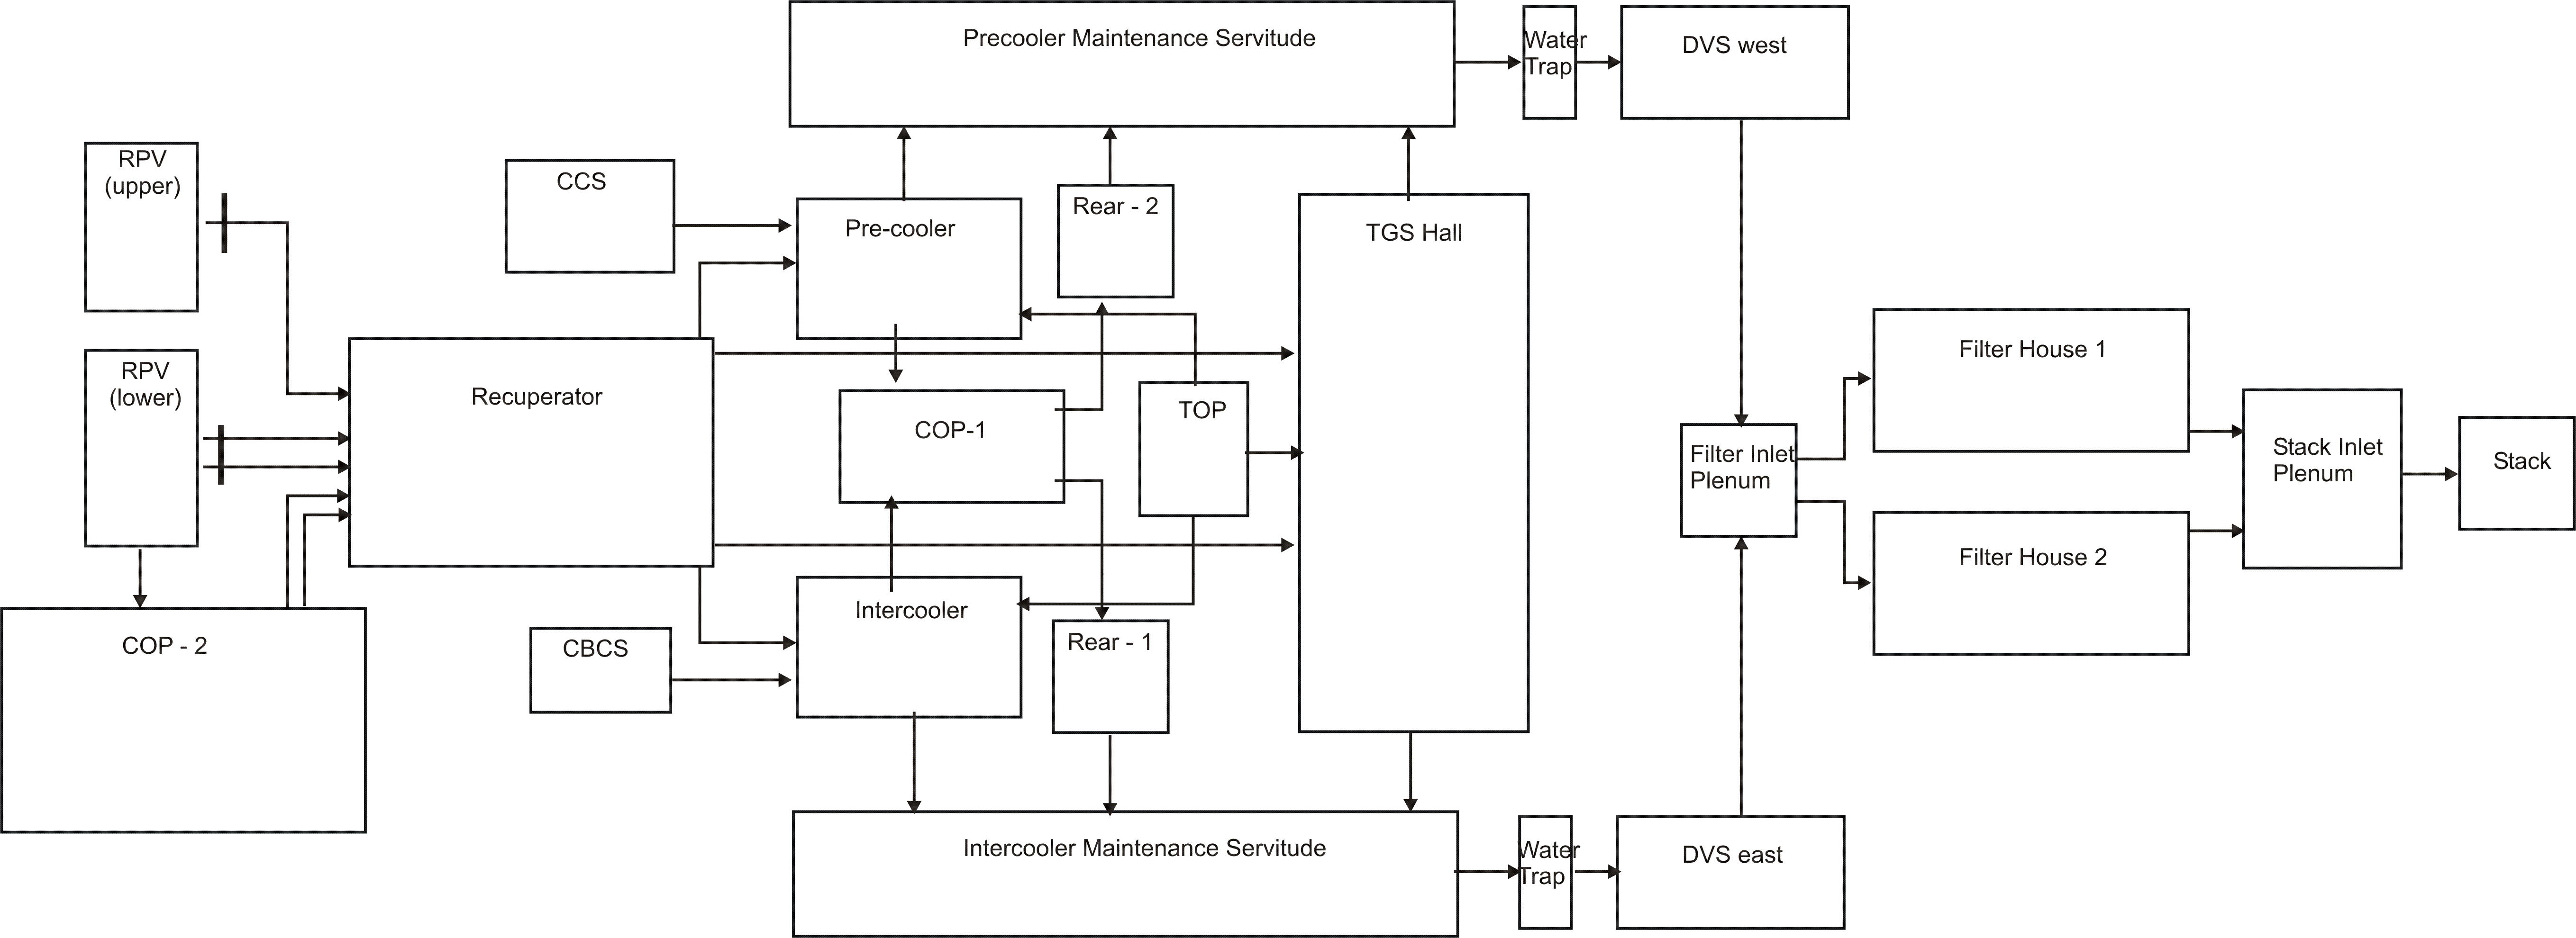 Precooler Maintenance Servitude
Water
Trap
DVS west
RPV
(upper)
CCS
Pre-cooler
Rear - 2
TGS Hall
RPV
(lower)
Recuperator
COP-1
TOP
Filter Inlet
Plenum
Filter House 1
Stack Inlet
Plenum
Stack
Filter House 2
COP - 2
CBCS
Intercooler
Rear - 1
Intercooler Maintenance Servitude
Water
Trap
DVS east